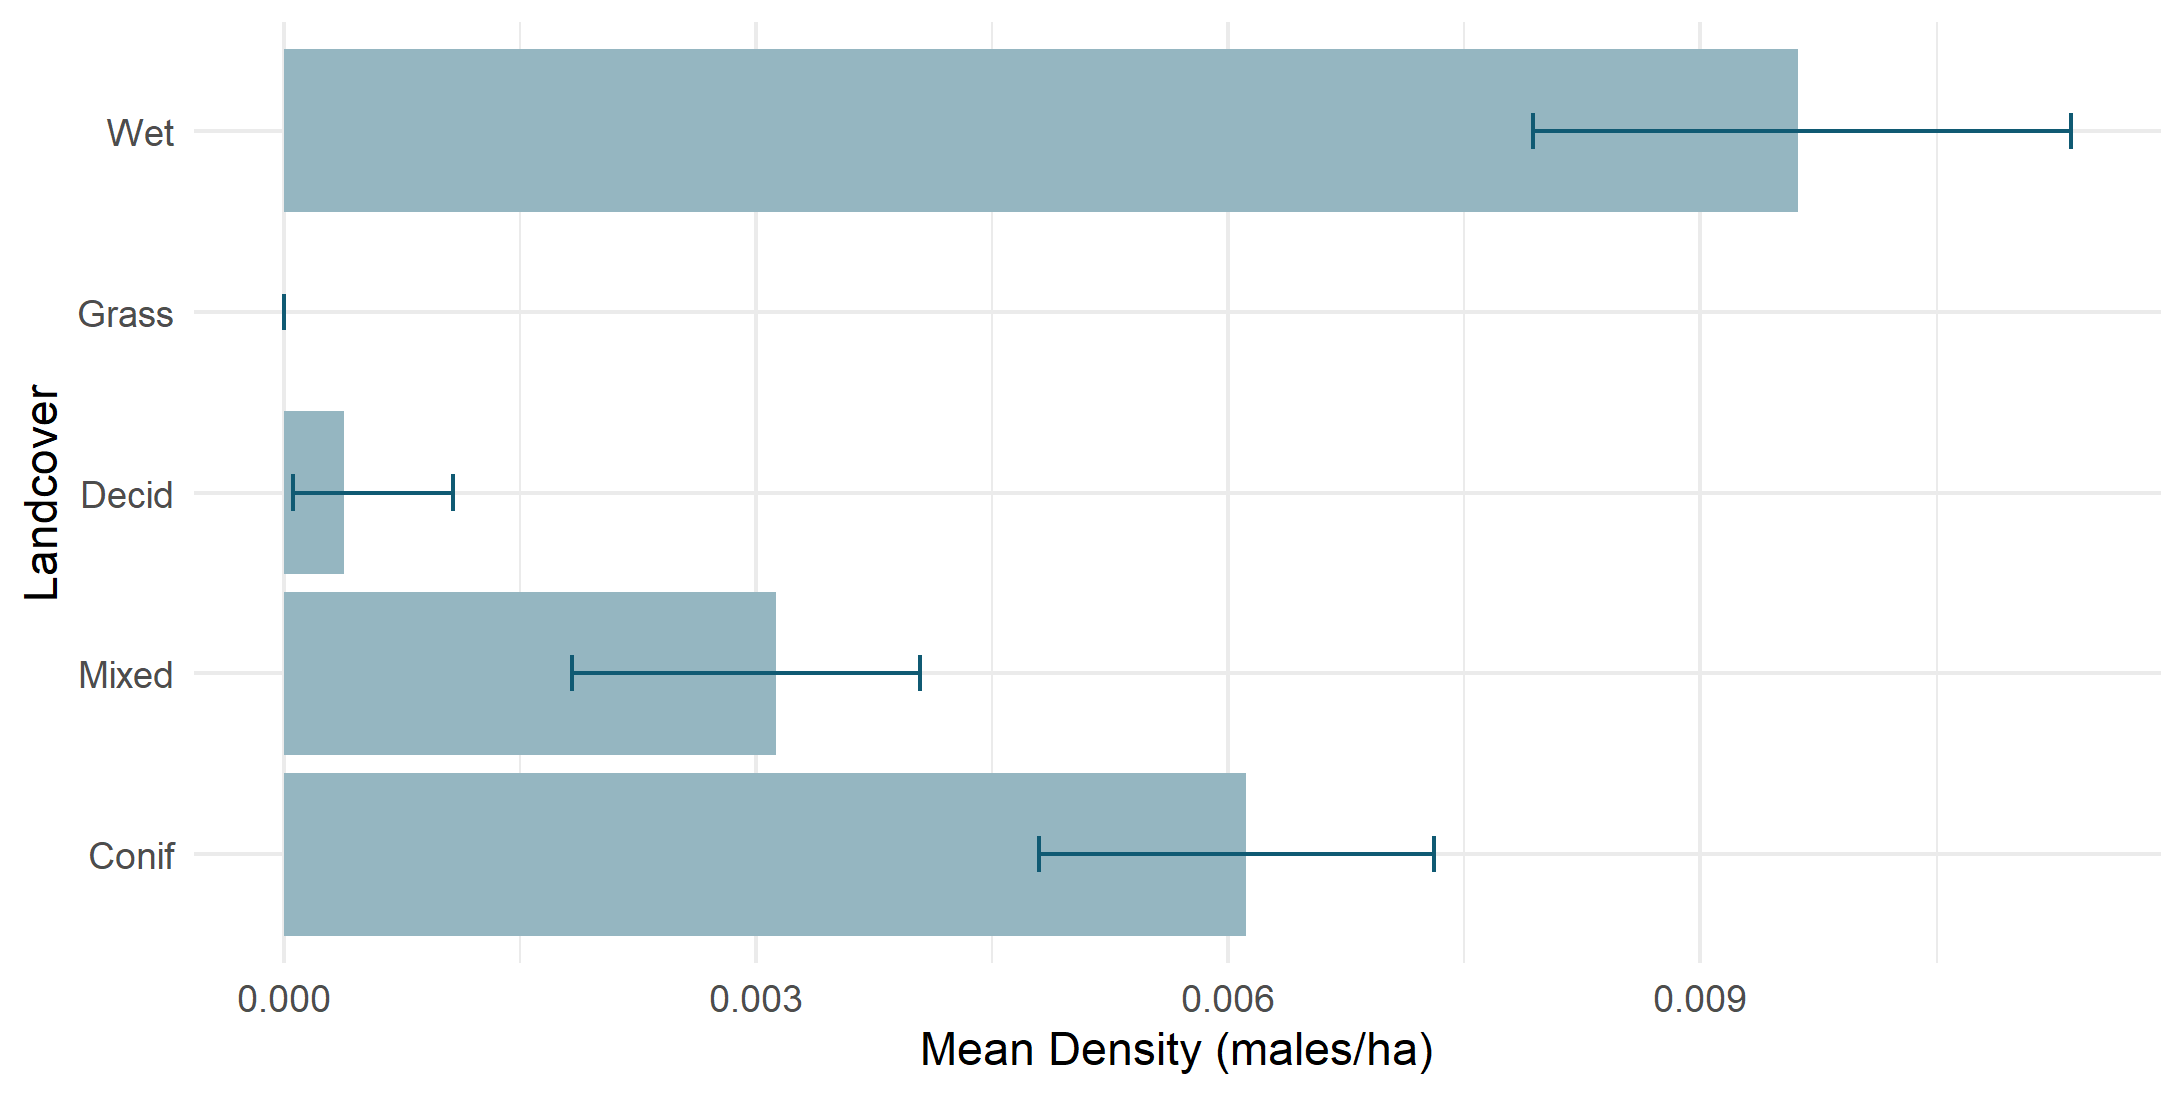 Landcover
Wet
Grass
Decid
Mixed
Conif
0.000 0.003 0.006 0.009
Mean Density (males/ha)